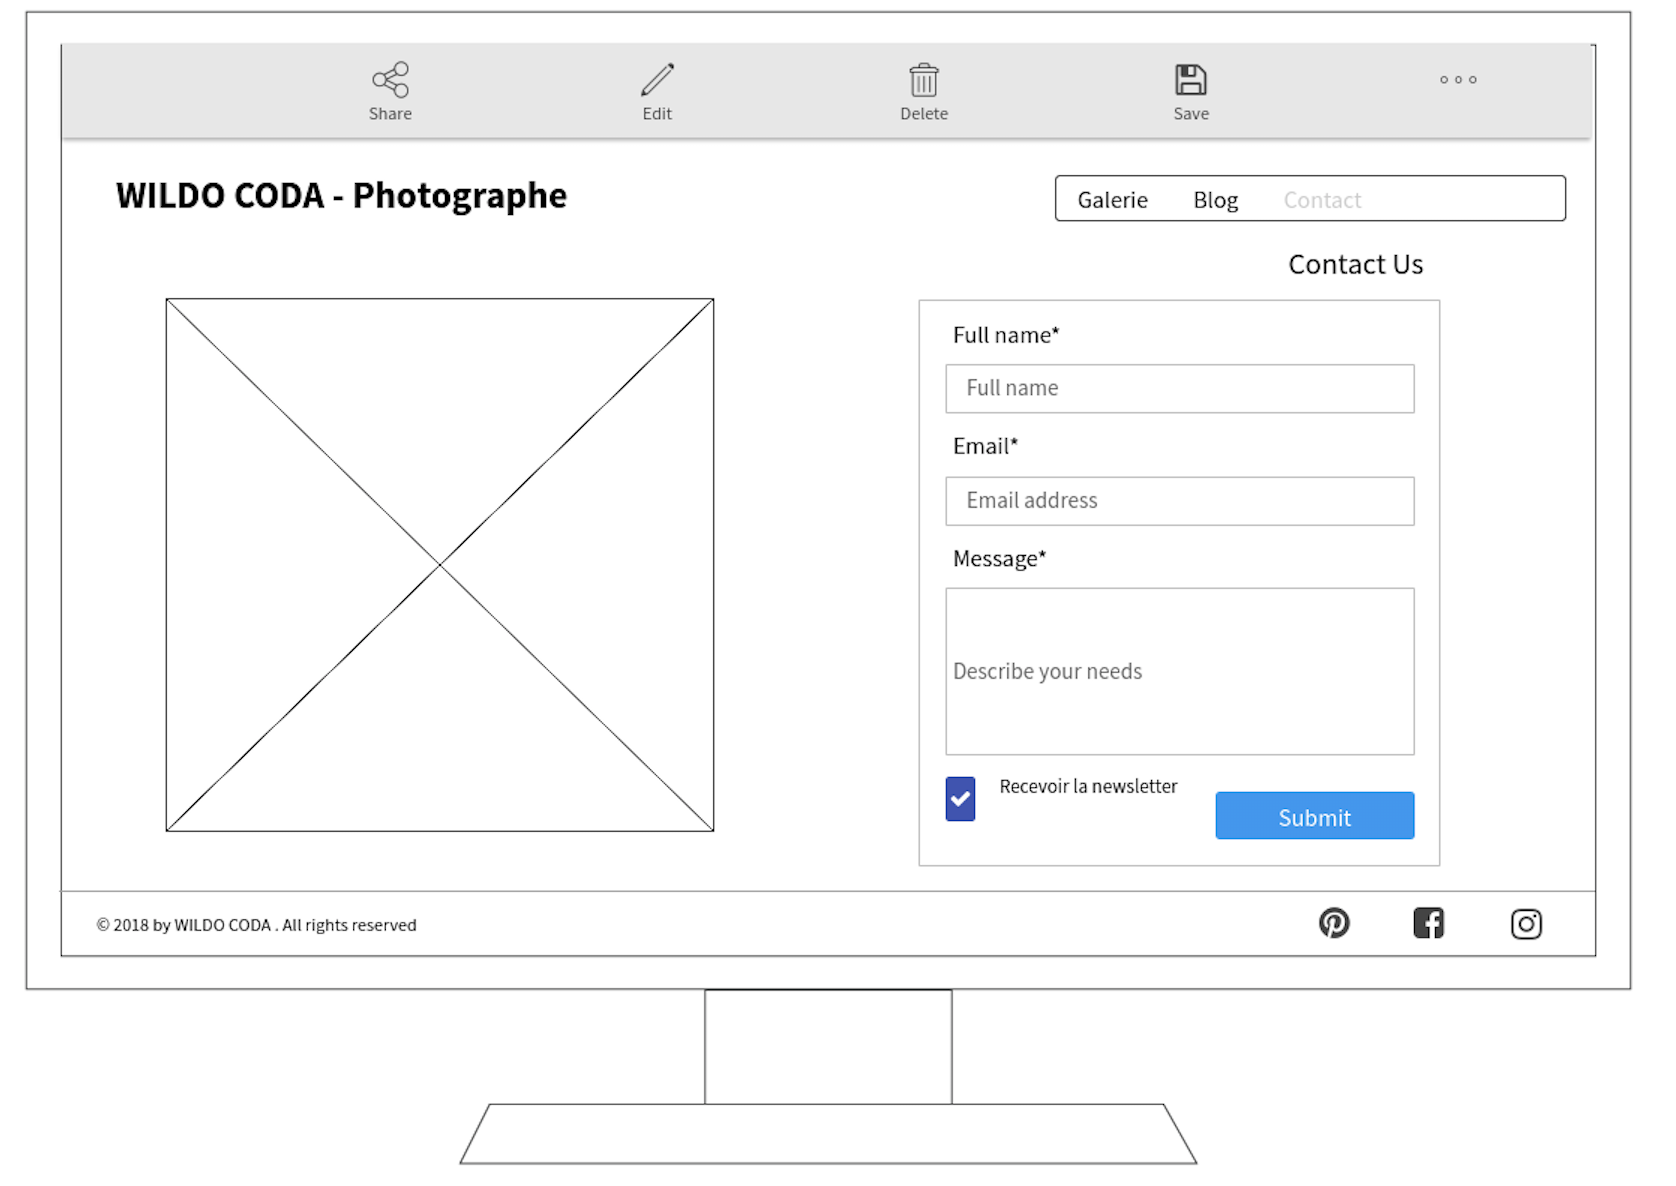 Share Edit Delete Save
WILDO CODA - Photographe
Galerie Blog Contact
Contact Us
Full name*
Full name
Email*
Email address
Message*
Describe your needs
Recevoir la newsletter
Submit
© 2018 by WILDO CODA . All rights reserved